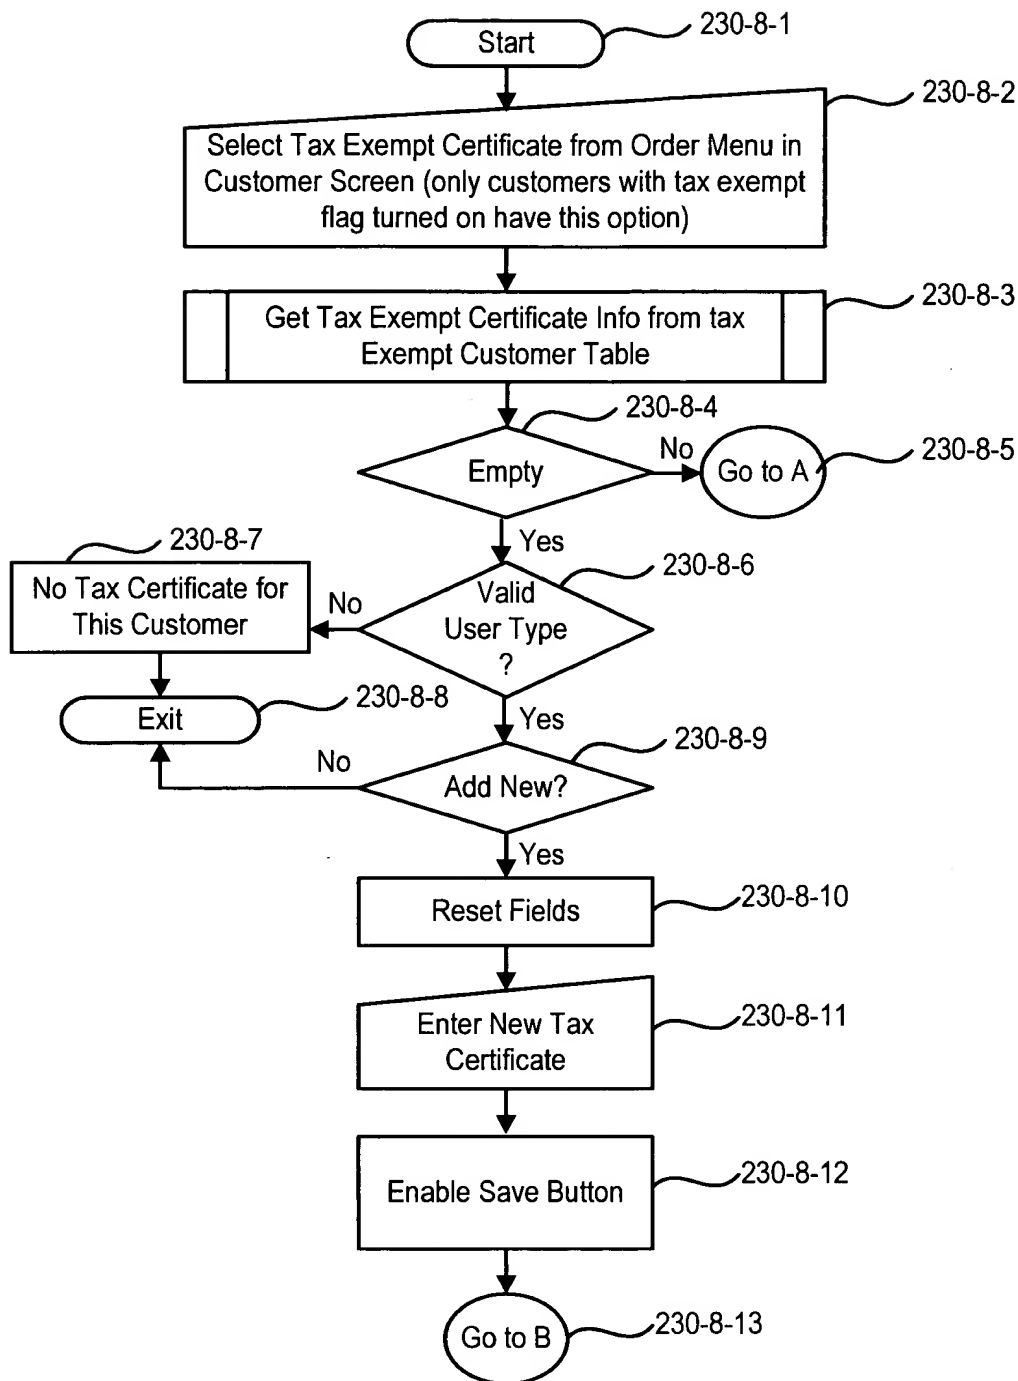 Start
230-8-1
230-8-2
Select Tax Exempt Certificate from Order Menu in
Customer Screen (only customers with tax exempt
flag turned on have this option)
230-8-3
Get Tax Exempt Certificate Info from tax
Exempt Customer Table
230-8-4
Empty
No
Go to A
230-8-5
Yes
230-8-7
No Tax Certificate for
This Customer
No
230-8-6
Valid
User Type
?
Exit
230-8-8
Yes
230-8-9
No
Add New?
Yes
Reset Fields
230-8-10
Enter New Tax
Certificate
230-8-11
Enable Save Button
230-8-12
Go to B
230-8-13